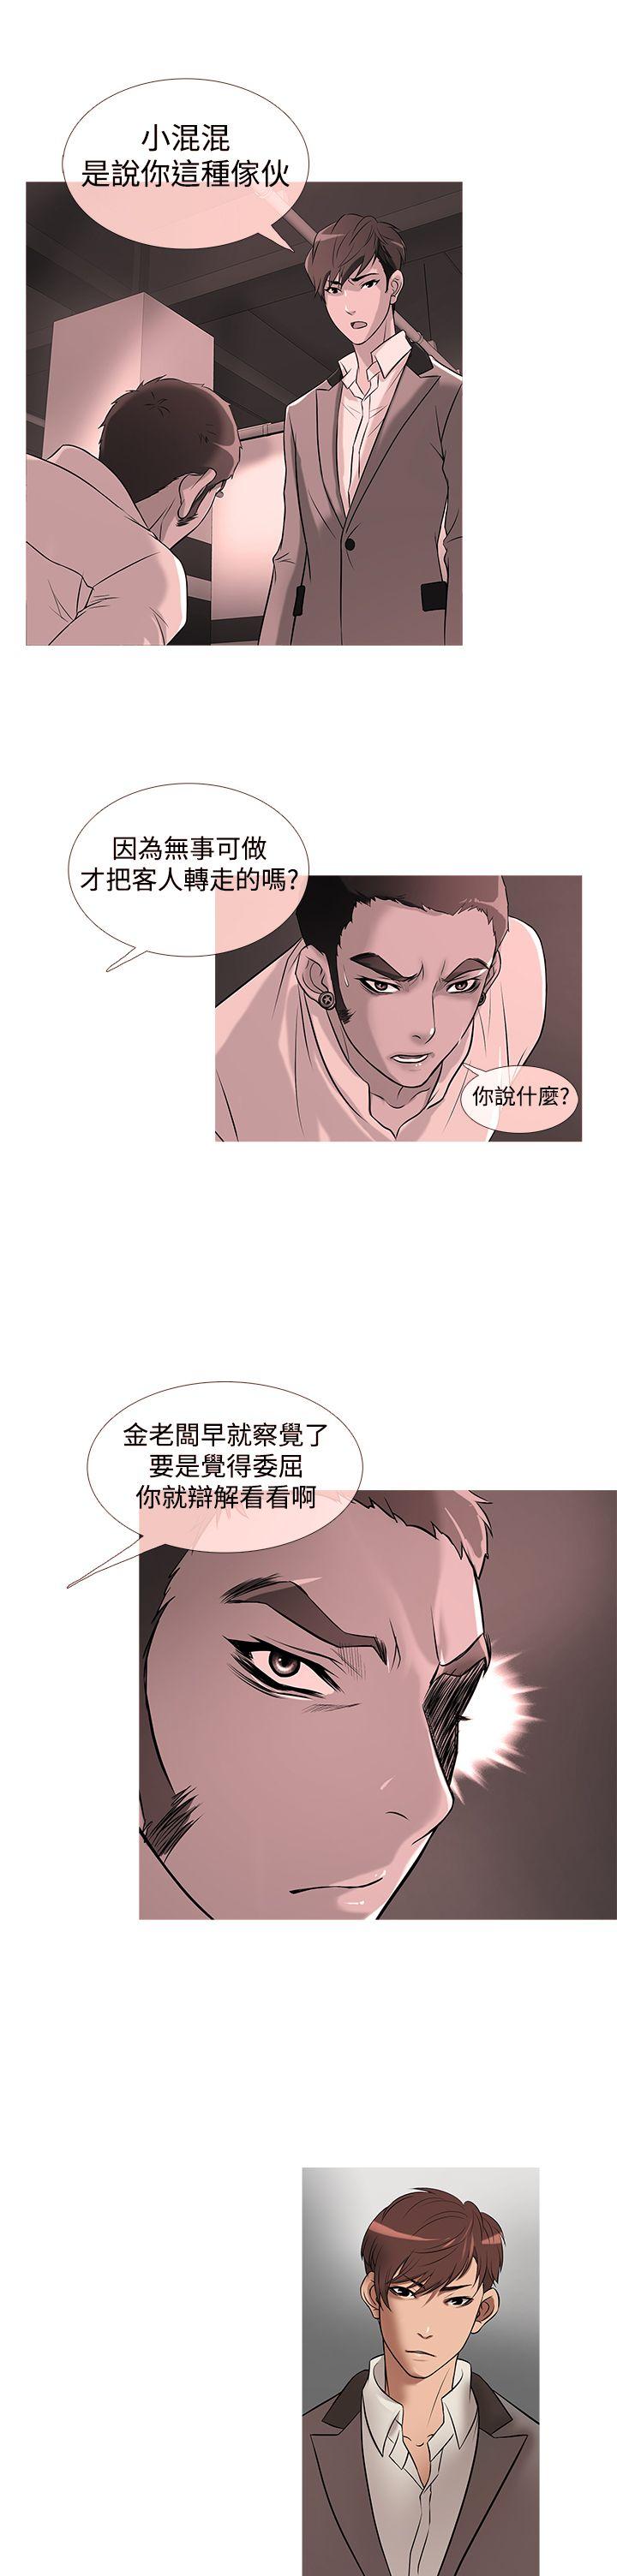 小混混
是說你這種傢伙
因為無事可做
才把客人轉走的嗎?
你說什麼?
金老闆早就察覺了
要是覺得委屈
你就辯解看看啊